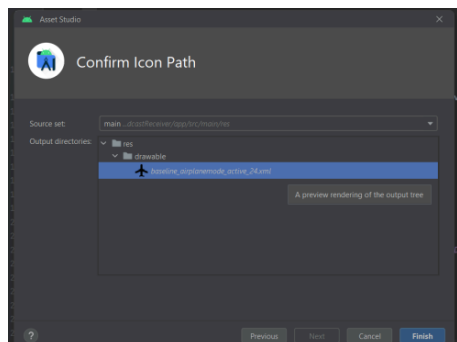 Asset Studio
Confirm Icon Path
Source set:
main
Output directories:
res
drawable
baseline_airplanemode_active_24.xml
A preview rendering of the output tree
?
Previous
Next
Cancel
Finish